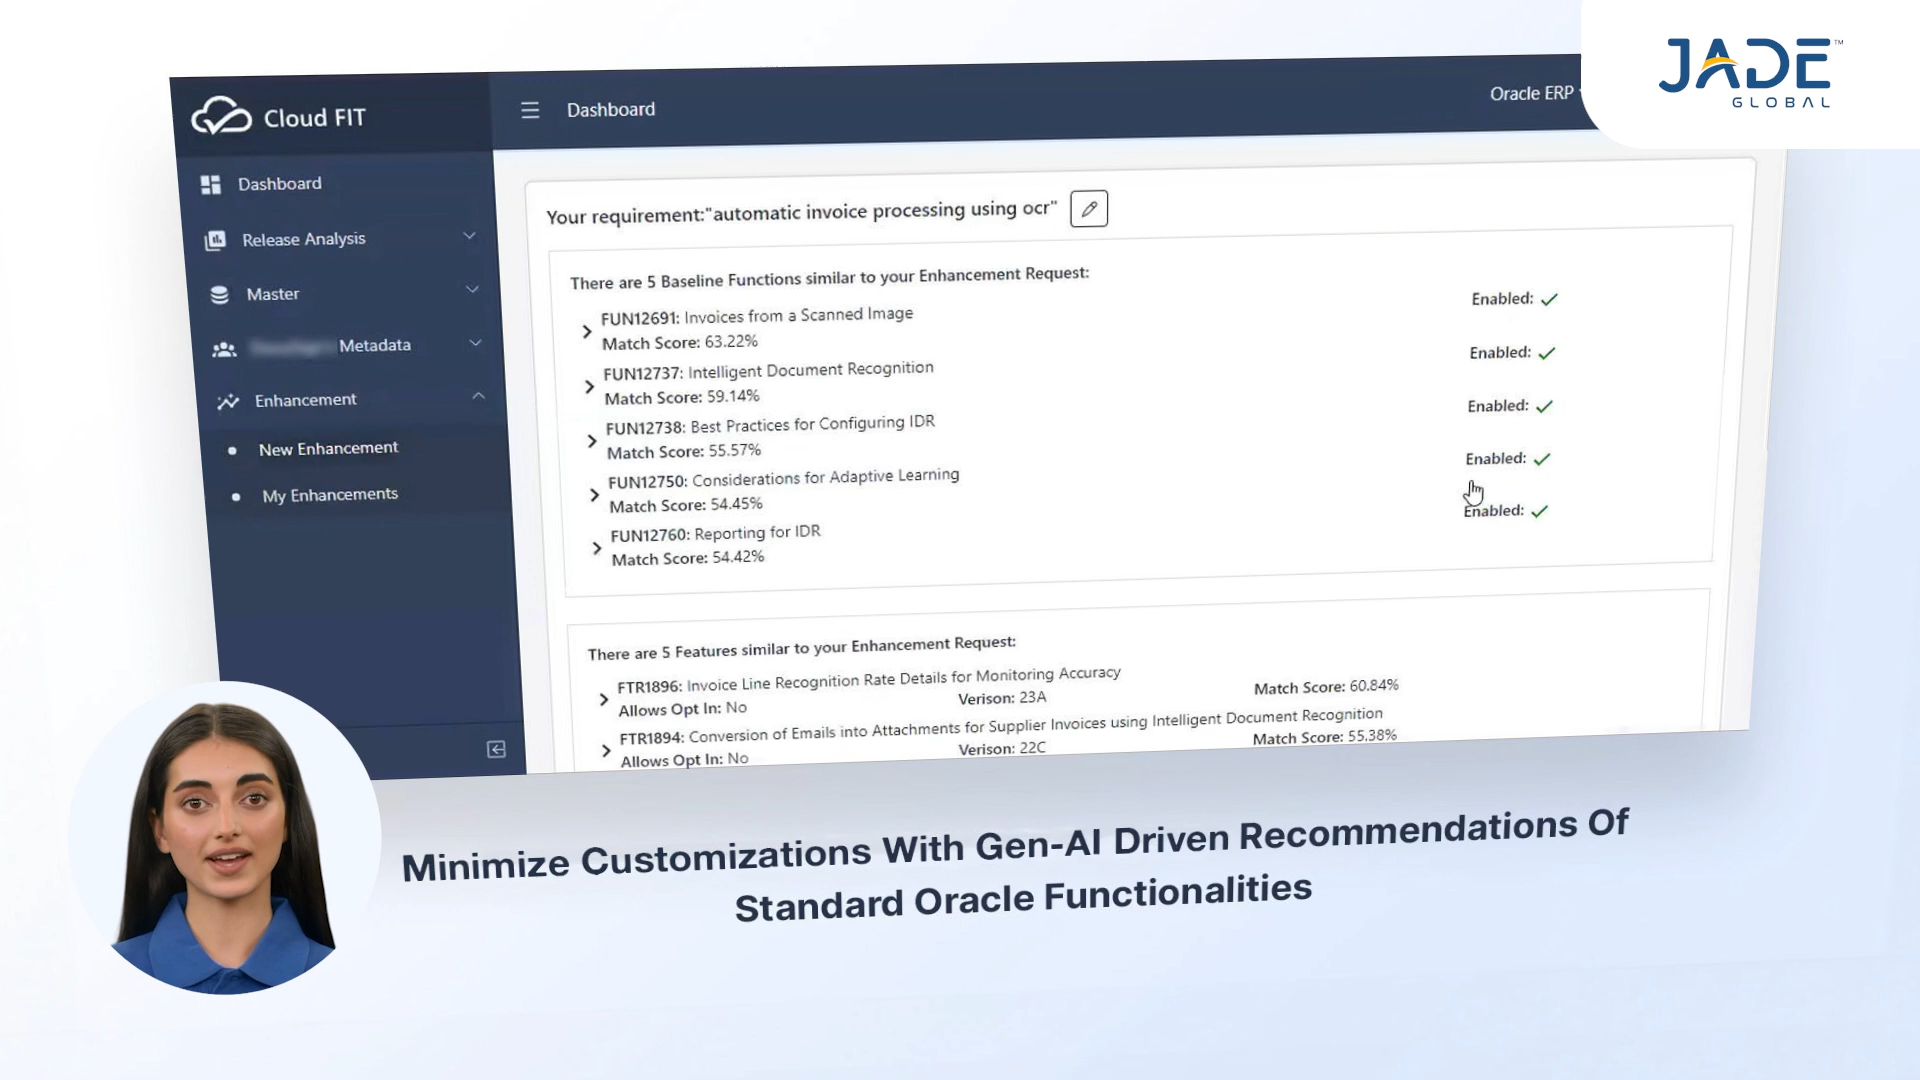 JADE™
GLOBAL
Cloud FIT
Dashboard
Oracle ERP
Dashboard
Release Analysis
Master
Metadata
Enhancement
New Enhancement
My Enhancements
Your requirement:"automatic invoice processing using ocr"
There are 5 Baseline Functions similar to your Enhancement Request:
FUN12691: Invoices from a Scanned Image
Enabled:
Match Score: 63.22%
FUN12737: Intelligent Document Recognition
Enabled:
Match Score: 59.14%
FUN12738: Best Practices for Configuring IDR
Enabled:
Match Score: 55.57%
FUN12750: Considerations for Adaptive Learning
Enabled:
Match Score: 54.45%
FUN12760: Reporting for IDR
Enabled:
Match Score: 54.42%
There are 5 Features similar to your Enhancement Request:
FTR1896: Invoice Line Recognition Rate Details for Monitoring Accuracy
Allows Opt In: No Verison: 23A Match Score: 60.84%
FTR1894: Conversion of Emails into Attachments for Supplier Invoices using Intelligent Document Recognition
Allows Opt In: No Verison: 22C Match Score: 55.38%
Minimize Customizations With Gen-AI Driven Recommendations Of
Standard Oracle Functionalities